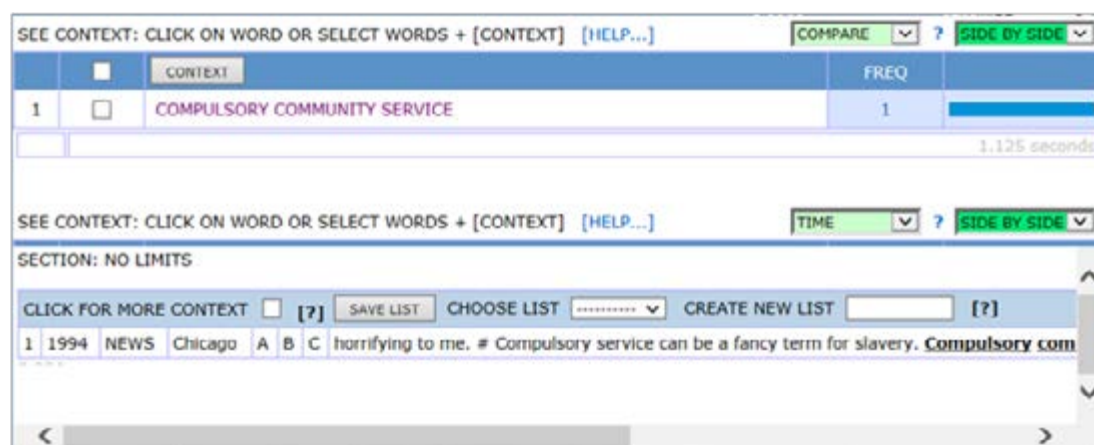 SEE CONTEXT: CLICK ON WORD OR SELECT WORDS + [CONTEXT] [HELP...] COMPARE ? SIDE BY SIDE
CONTEXT FREQ
1 COMPULSORY COMMUNITY SERVICE 1
1.125 seconds
SEE CONTEXT: CLICK ON WORD OR SELECT WORDS + [CONTEXT] [HELP...] TIME ? SIDE BY SIDE
SECTION: NO LIMITS
CLICK FOR MORE CONTEXT [?] SAVE LIST CHOOSE LIST ---------- CREATE NEW LIST [?]
1 1994 NEWS Chicago A B C horrifying to me. # Compulsory service can be a fancy term for slavery. Compulsory com